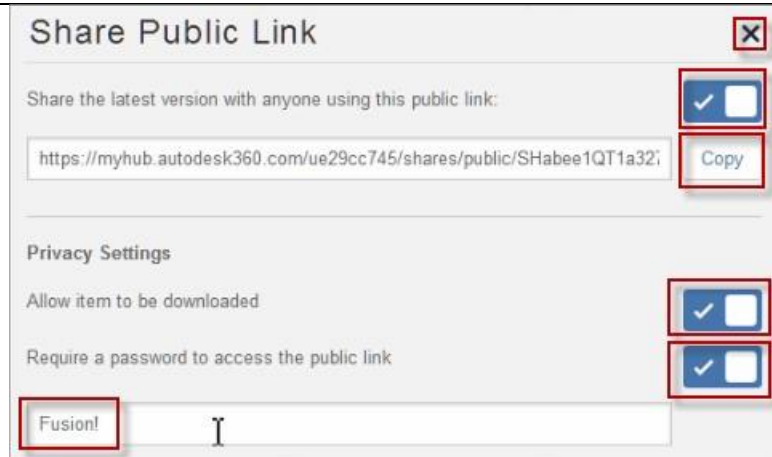 Share Public Link
Share the latest version with anyone using this public link:
https://myhub.autodesk360.com/ue29cc745/shares/public/SHabee1QT1a327
Copy
Privacy Settings
Allow item to be downloaded
Require a password to access the public link
Fusion!